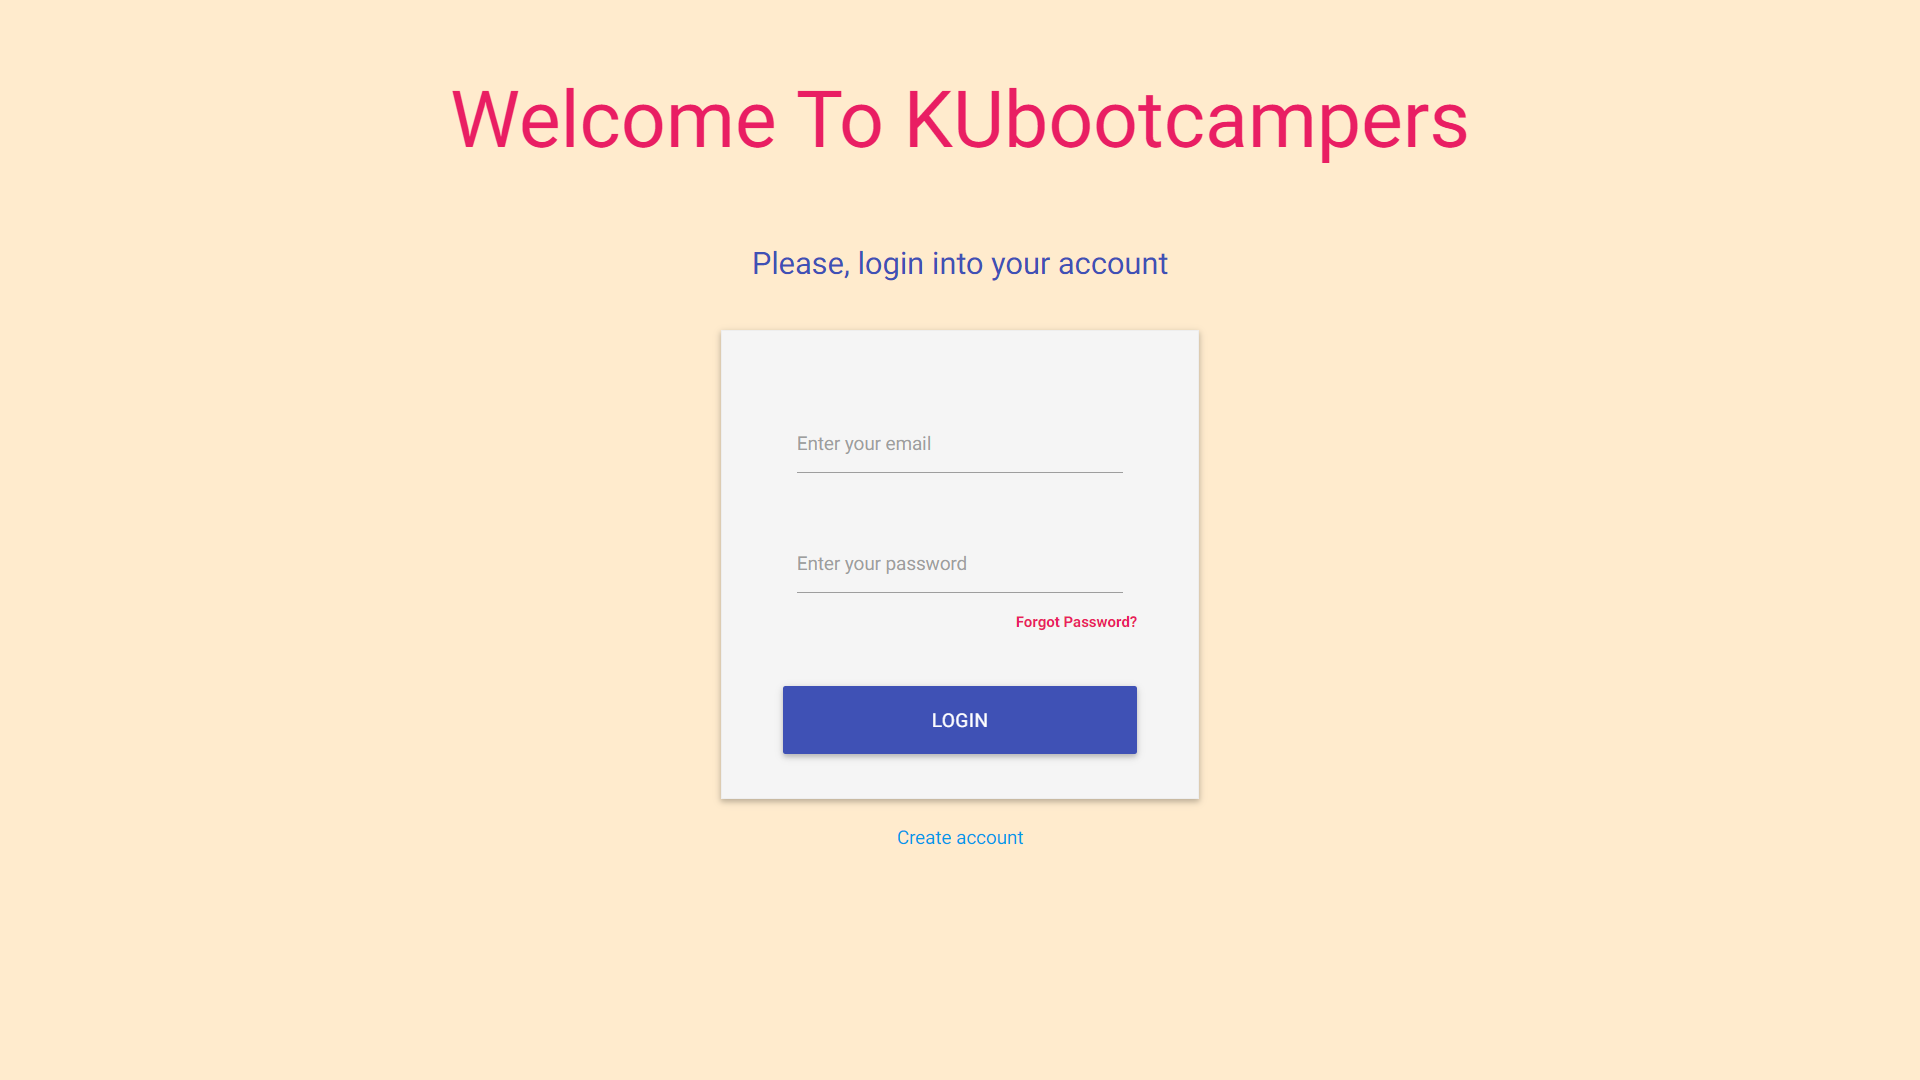 Welcome To KUbootcampers
Please, login into your account
Enter your email
Enter your password
Forgot Password?
LOGIN
Create account